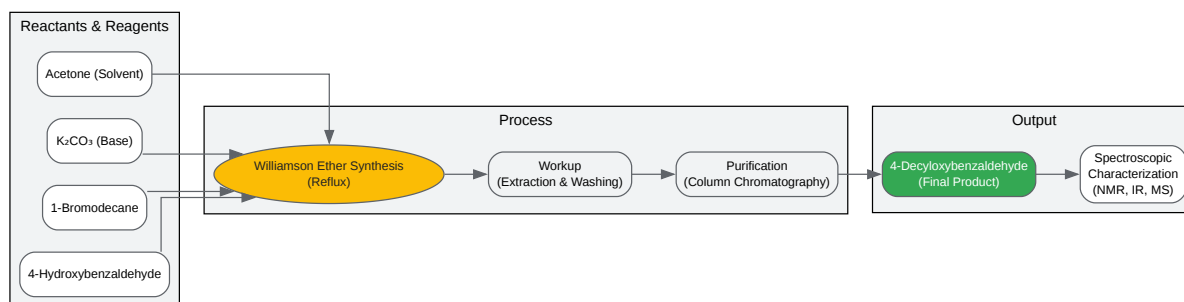 Reactants & Reagents
Acetone (Solvent)
K₂CO₃ (Base)
1-Bromodecane
4-Hydroxybenzaldehyde
Process
Williamson Ether Synthesis
(Reflux)
Workup
(Extraction & Washing)
Purification
(Column Chromatography)
Output
4-Decyloxybenzaldehyde
(Final Product)
Spectroscopic
Characterization
(NMR, IR, MS)